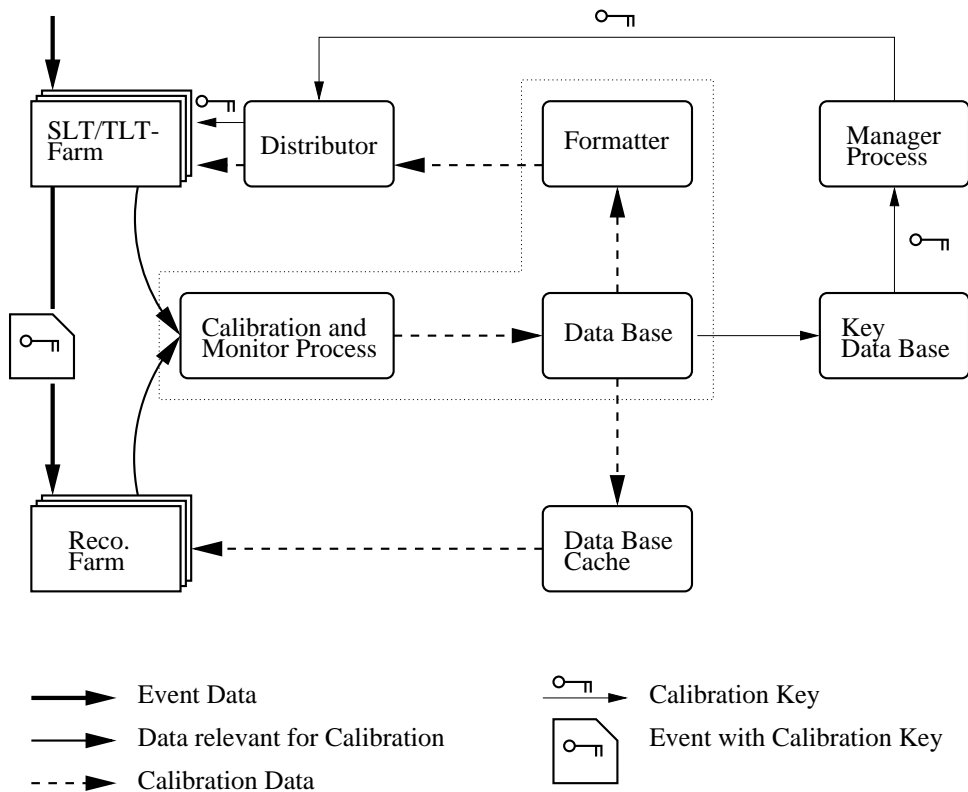 SLT/TLT-
Farm
Distributor
Formatter
Manager
Process
Calibration and
Monitor Process
Data Base
Key
Data Base
Reco.
Farm
Data Base
Cache
Event Data
Data relevant for Calibration
Calibration Data
Calibration Key
Event with Calibration Key